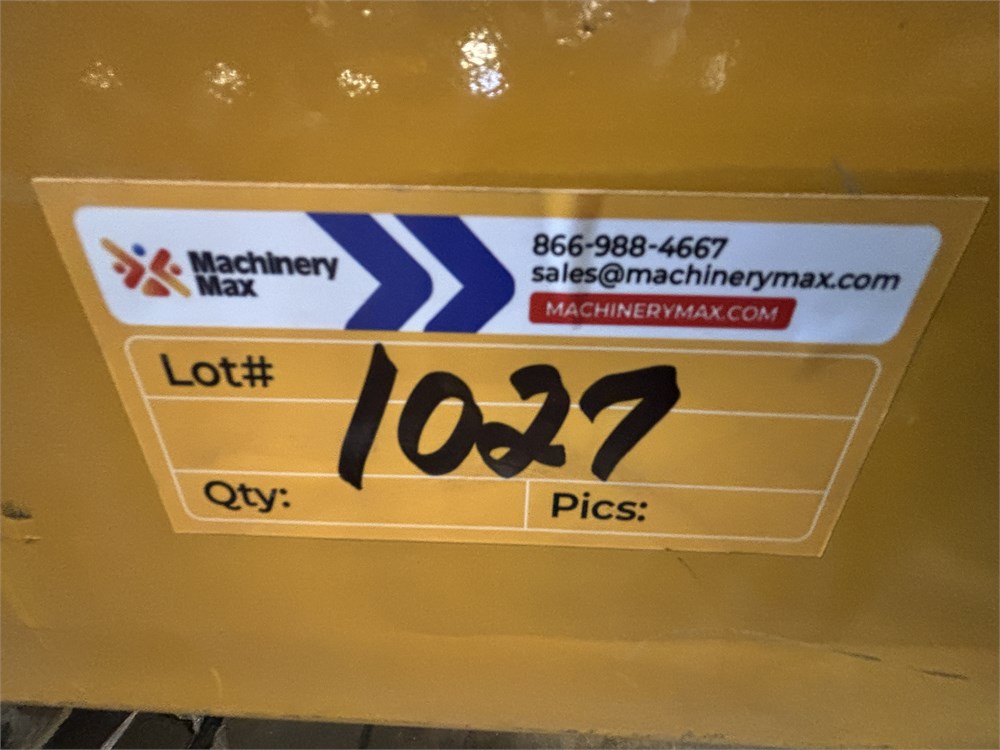 Machinery
Max
866-988-4667
sales@machinerymax.com
MACHINERYMAX.COM
Lot#
1027
Qty:
Pics: